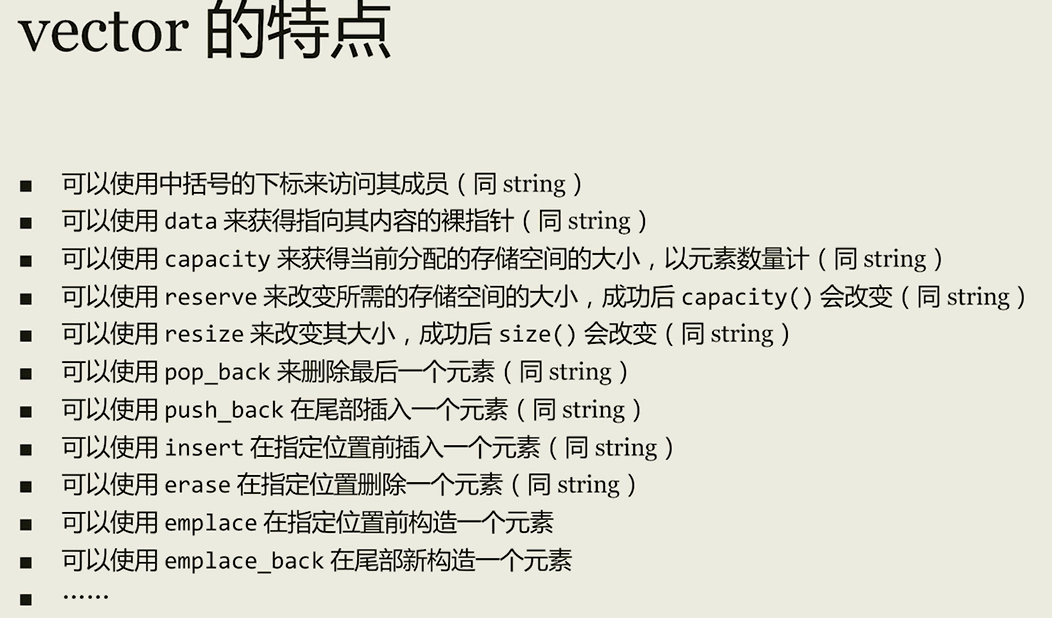 vector 的特点
▪ 可以使用中括号的下标来访问其成员（同 string）
▪ 可以使用 data 来获得指向其内容的裸指针（同 string）
▪ 可以使用 capacity 来获得当前分配的存储空间的大小，以元素数量计（同 string）
▪ 可以使用 reserve 来改变所需的存储空间的大小，成功后 capacity() 会改变（同 string）
▪ 可以使用 resize 来改变其大小，成功后 size() 会改变（同 string）
▪ 可以使用 pop_back 来删除最后一个元素（同 string）
▪ 可以使用 push_back 在尾部插入一个元素（同 string）
▪ 可以使用 insert 在指定位置前插入一个元素（同 string）
▪ 可以使用 erase 在指定位置删除一个元素（同 string）
▪ 可以使用 emplace 在指定位置前构造一个元素
▪ 可以使用 emplace_back 在尾部新构造一个元素
▪ ……